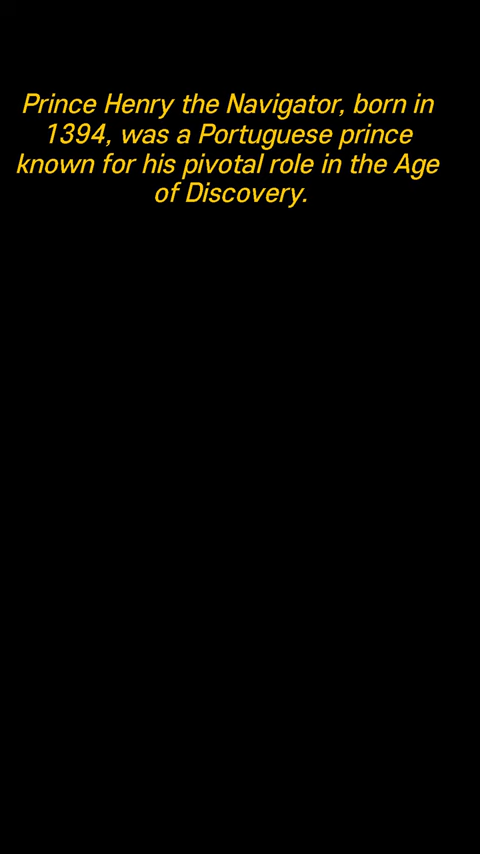 Prince Henry the Navigator, born in
1394, was a Portuguese prince
known for his pivotal role in the Age
of Discovery.